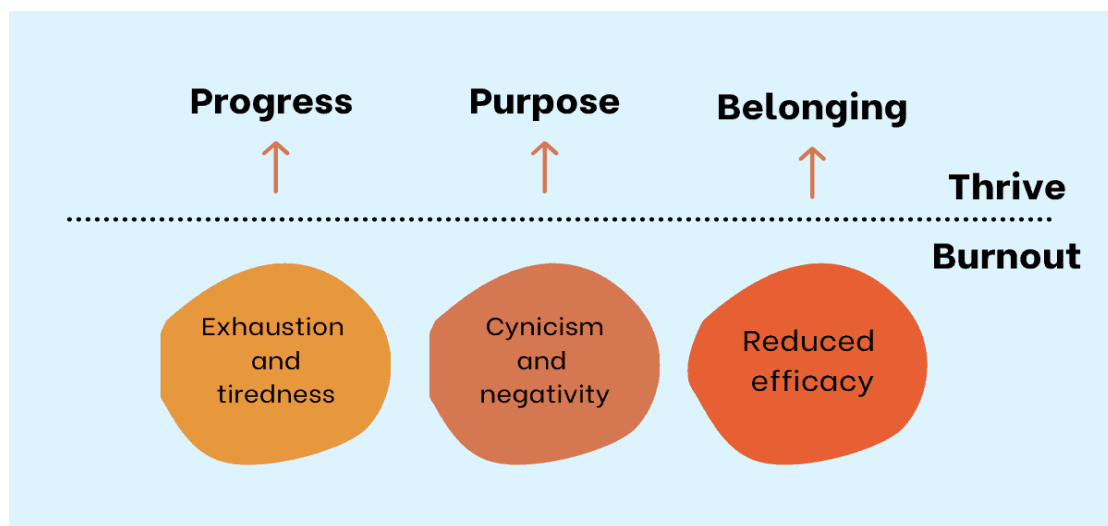 Progress
Purpose
Belonging
Thrive
Burnout
Exhaustion
and
tiredness
Cynicism
and
negativity
Reduced
efficacy